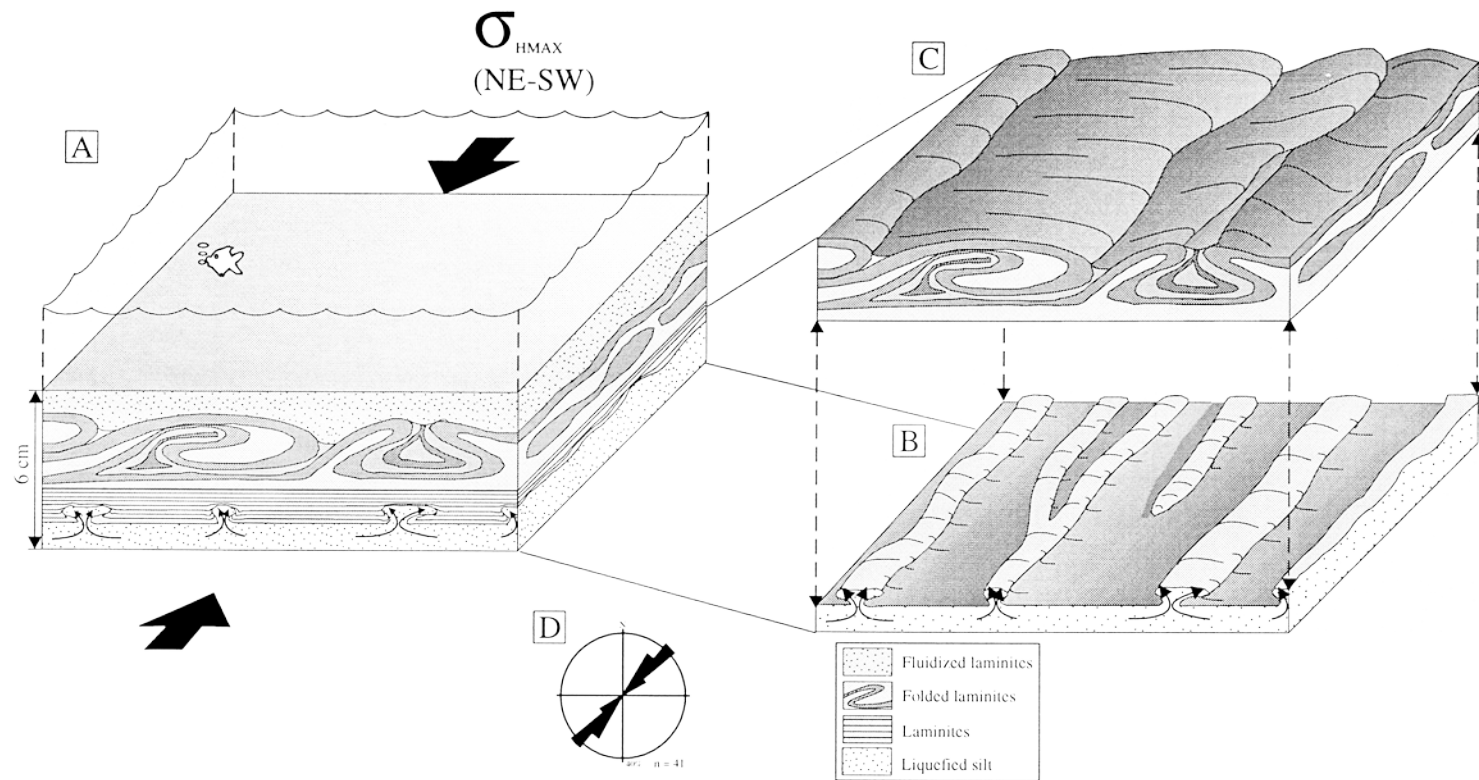 σHMAX
(NE-SW)
A
C
6 cm
B
D
n = 41
Fluidized laminites
Folded laminites
Laminites
Liquefied silt